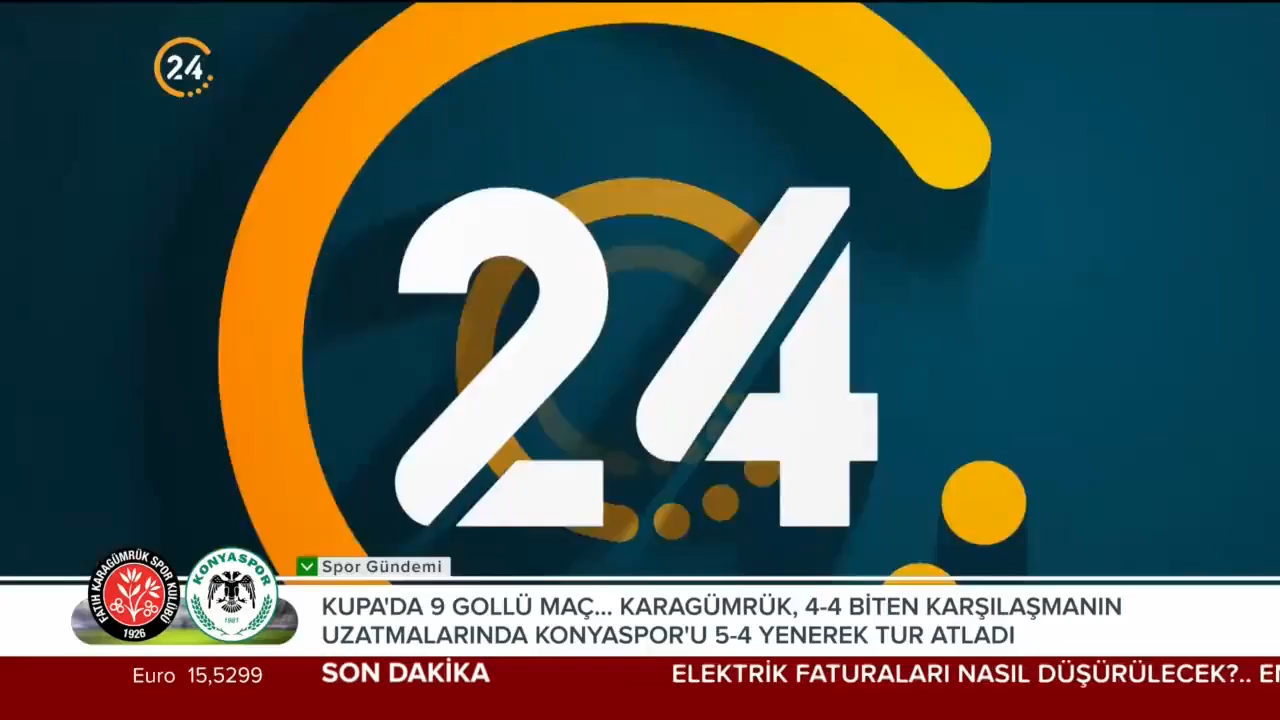 24
24
FATİH KARAGÜMRÜK SPOR KULÜBÜ
1926
KONYASPOR
1981
Spor Gündemi
KUPA'DA 9 GOLLÜ MAÇ... KARAGÜMRÜK, 4-4 BİTEN KARŞILAŞMANIN
UZATMALARINDA KONYASPOR'U 5-4 YENEREK TUR ATLADI
Euro 15,5299
SON DAKİKA
ELEKTRİK FATURALARI NASIL DÜŞÜRÜLECEK?..